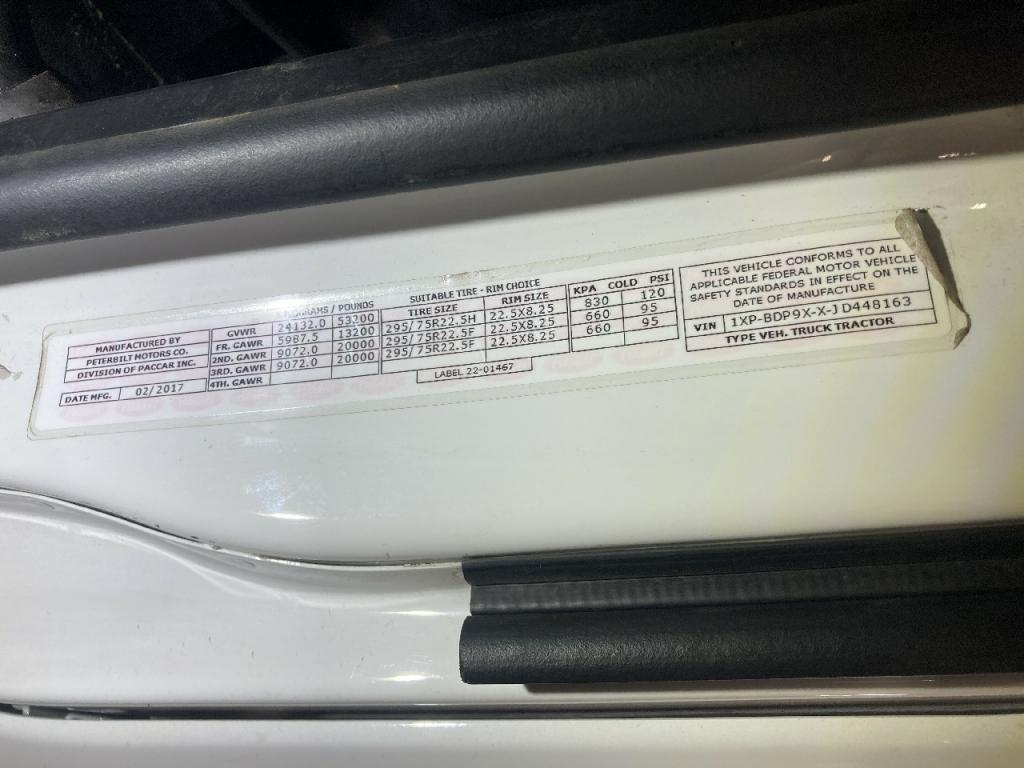 MANUFACTURED BY
PETERBILT MOTORS CO.
DIVISION OF PACCAR INC.
DATE MFG. 02/2017
/ POUNDS
GVWR 24132.0 53200
FR. GAWR 5987.5 13200
2ND. GAWR 9072.0 20000
3RD. GAWR 9072.0 20000
4TH. GAWR
SUITABLE TIRE - RIM CHOICE
TIRE SIZE RIM SIZE
295/75R22.5H 22.5X8.25
295/75R22.5F 22.5X8.25
295/75R22.5F 22.5X8.25
LABEL 22-01467
KPA COLD PSI
830 120
660 95
660 95
THIS VEHICLE CONFORMS TO ALL
APPLICABLE FEDERAL MOTOR VEHICLE
SAFETY STANDARDS IN EFFECT ON THE
DATE OF MANUFACTURE
VIN 1XP-BDP9X-X-JD448163
TYPE VEH. TRUCK TRACTOR